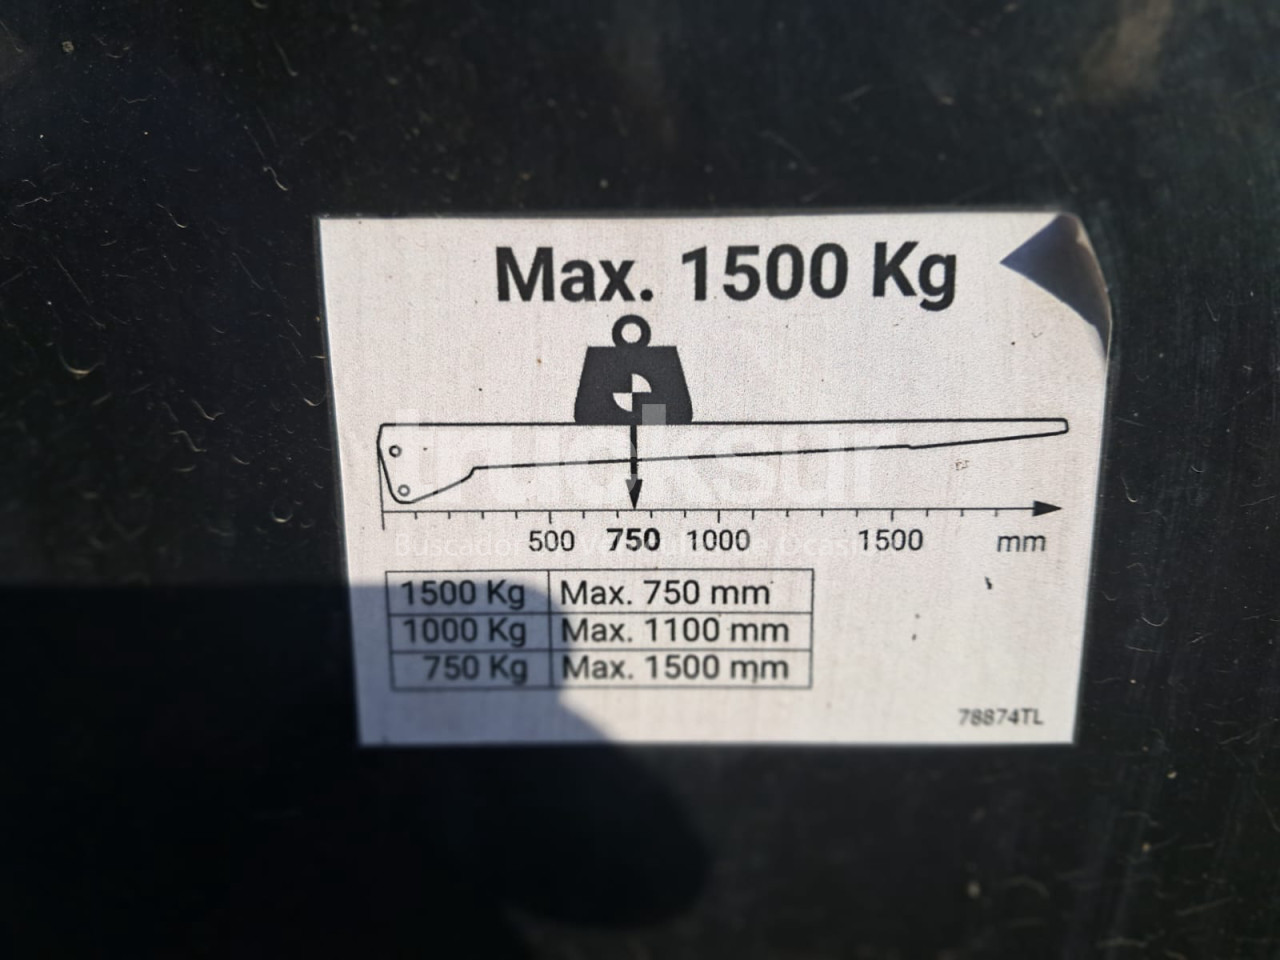 Max. 1500 Kg
trucksur
500 750 1000 1500 mm
1500 Kg Max. 750 mm
1000 Kg Max. 1100 mm
750 Kg Max. 1500 mm
78874TL